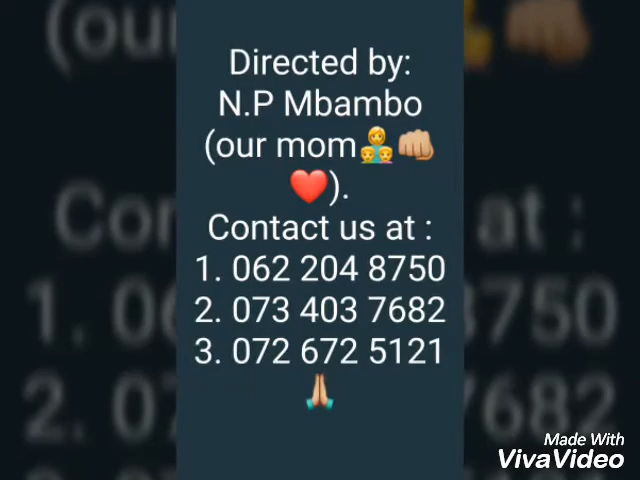 Directed by:
N.P Mbambo
(our mom👩‍👦‍👦👊🏼
❤️).
Contact us at :
1. 062 204 8750
2. 073 403 7682
3. 072 672 5121
🙏🏼
Made With
VivaVideo